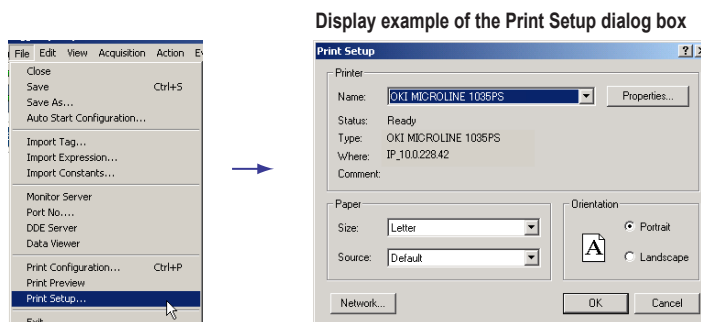 Display example of the Print Setup dialog box
File Edit View Acquisition Action
Close
Save Ctrl+S
Save As...
Auto Start Configuration...
Import Tag...
Import Expression...
Import Constants...
Monitor Server
Port No....
DDE Server
Data Viewer
Print Configuration... Ctrl+P
Print Preview
Print Setup...
Exit
Print Setup
Printer
Name: OKI MICROLINE 1035PS Properties...
Status: Ready
Type: OKI MICROLINE 1035PS
Where: IP_10.0.228.42
Comment:
Paper
Size: Letter
Source: Default
Orientation
A
Portrait
Landscape
Network... OK Cancel